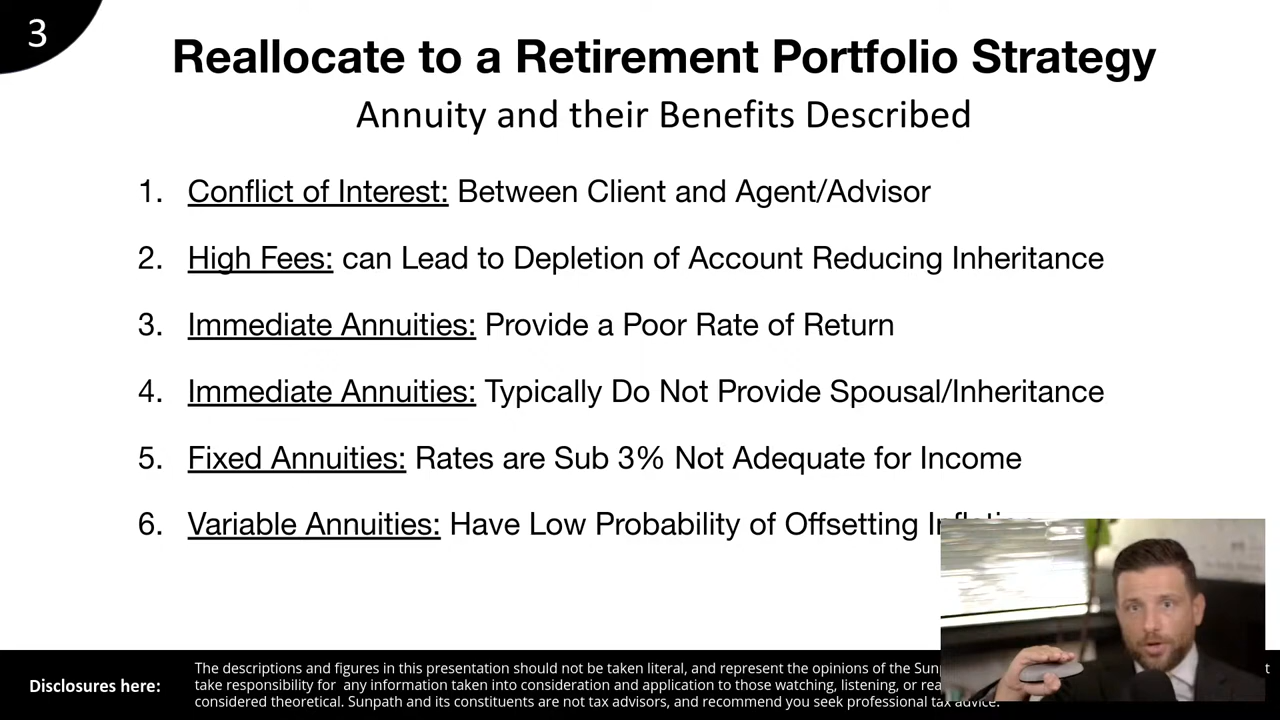 3
Reallocate to a Retirement Portfolio Strategy
Annuity and their Benefits Described
1. Conflict of Interest: Between Client and Agent/Advisor
2. High Fees: can Lead to Depletion of Account Reducing Inheritance
3. Immediate Annuities: Provide a Poor Rate of Return
4. Immediate Annuities: Typically Do Not Provide Spousal/Inheritance
5. Fixed Annuities: Rates are Sub 3% Not Adequate for Income
6. Variable Annuities: Have Low Probability of Offsetting
Disclosures here:
The descriptions and figures in this presentation should not be taken literal, and represent the opinions of the
take responsibility for any information taken into consideration and application to those watching, listening, or
considered theoretical. Sunpath and its constituents are not tax advisors, and recommend you seek professional tax advice.